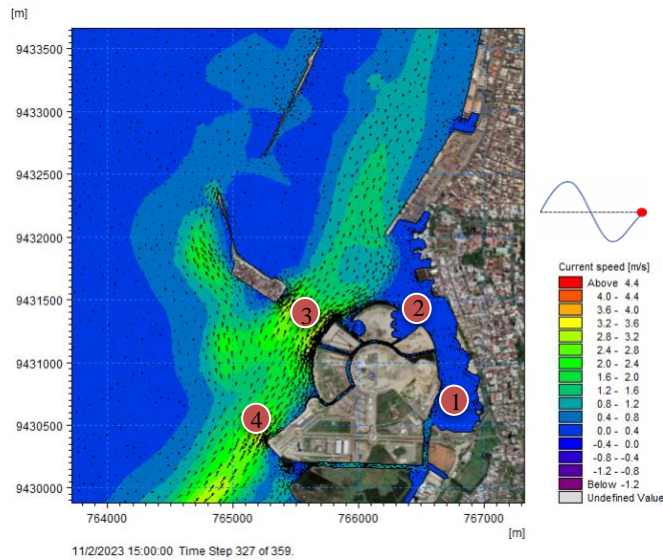 [m]
9433500
9433000
9432500
9432000
9431500
9431000
9430500
9430000
3
2
1
4
764000 765000 766000 767000
[m]
11/2/2023 15:00:00 Time Step 327 of 359.
Current speed [m/s]
Above 4.4
4.0 - 4.4
3.6 - 4.0
3.2 - 3.6
2.8 - 3.2
2.4 - 2.8
2.0 - 2.4
1.6 - 2.0
1.2 - 1.6
0.8 - 1.2
0.4 - 0.8
0.0 - 0.4
-0.4 - 0.0
-0.8 - -0.4
-1.2 - -0.8
Below -1.2
Undefined Value